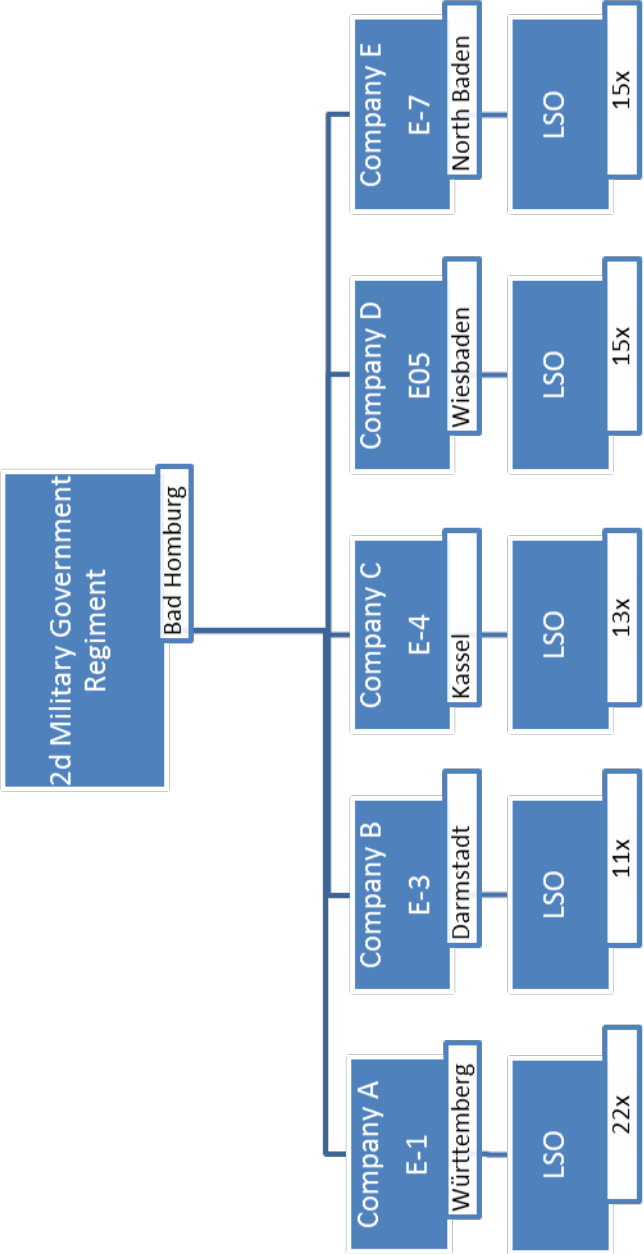 2d Military Government
Regiment
Bad Homburg
Company A
E-1
Württemberg
Company B
E-3
Darmstadt
Company C
E-4
Kassel
Company D
E05
Wiesbaden
Company E
E-7
North Baden
LSO
22x
LSO
11x
LSO
13x
LSO
15x
LSO
15x